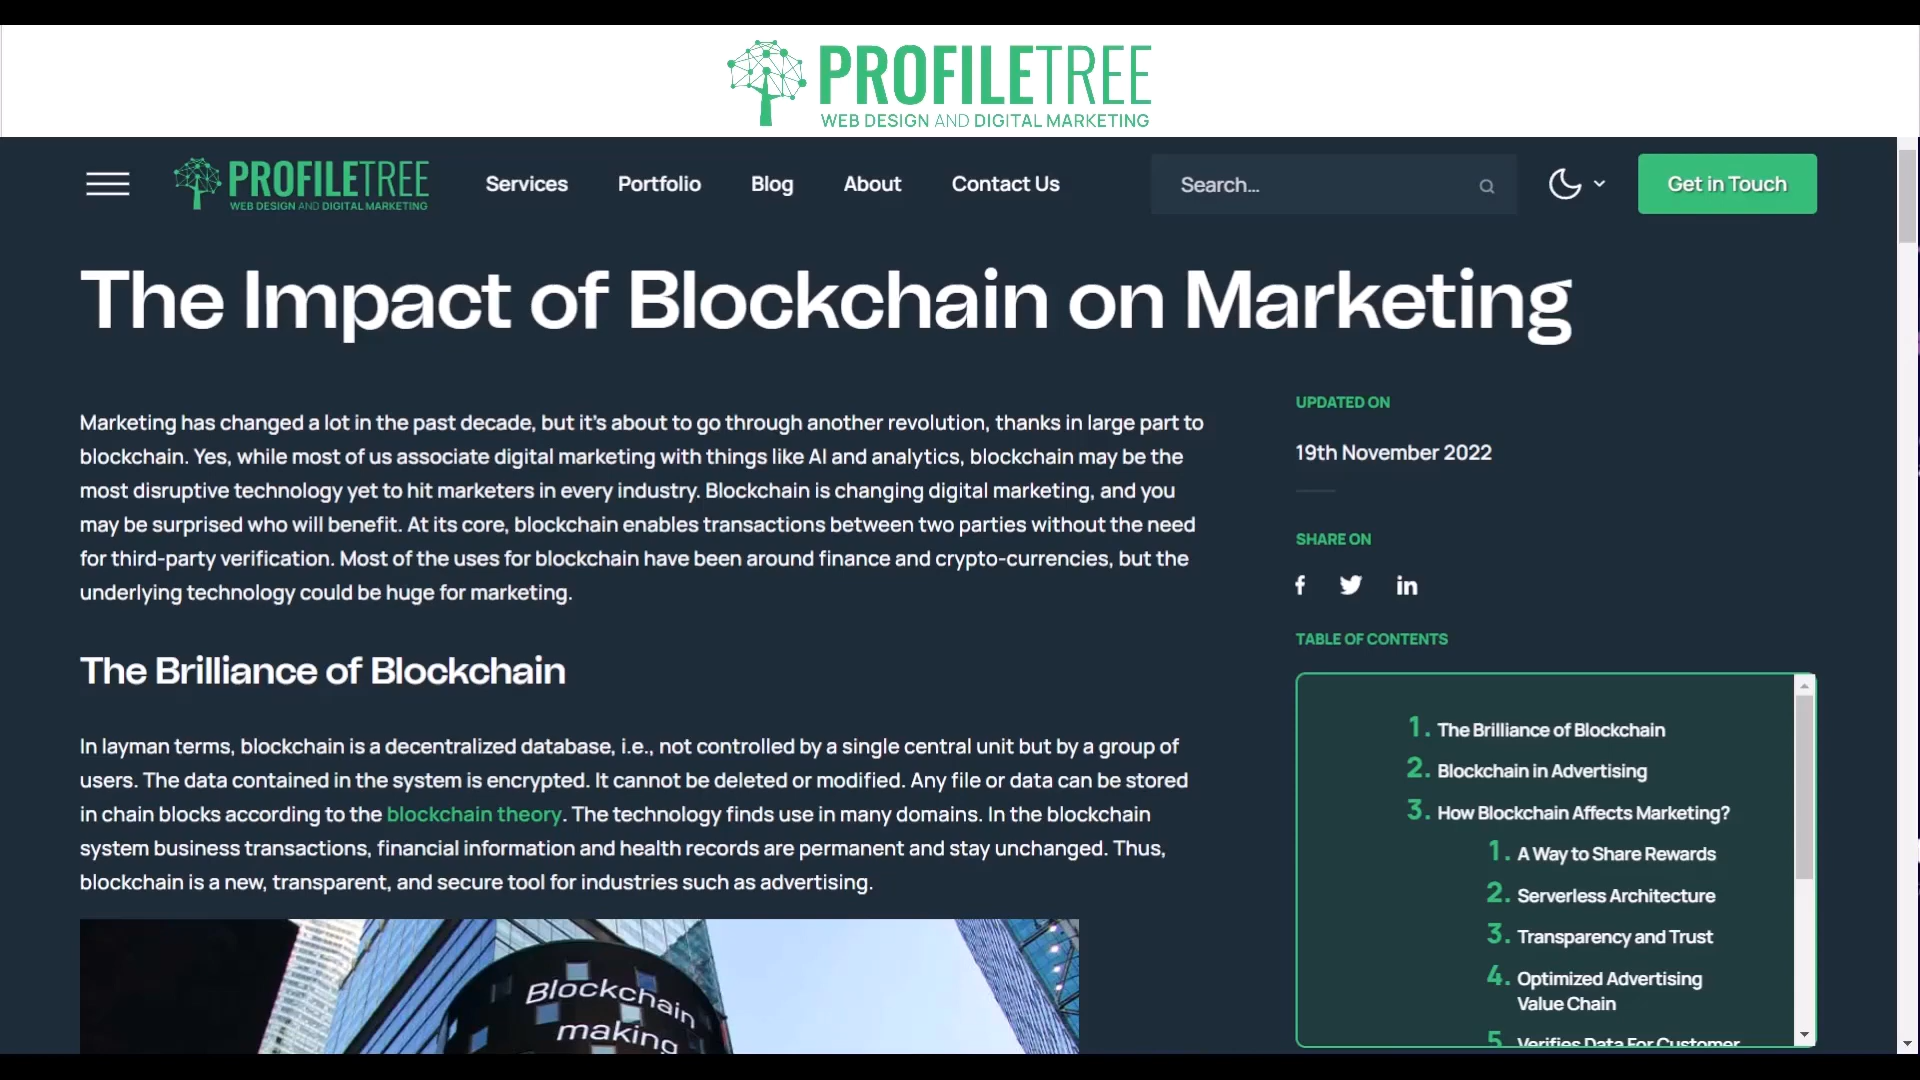 PROFILETREE
WEB DESIGN AND DIGITAL MARKETING
PROFILETREE
WEB DESIGN AND DIGITAL MARKETING
Services
Portfolio
Blog
About
Contact Us
Search...
Get in Touch
The Impact of Blockchain on Marketing
Marketing has changed a lot in the past decade, but it's about to go through another revolution, thanks in large part to
blockchain. Yes, while most of us associate digital marketing with things like AI and analytics, blockchain may be the
most disruptive technology yet to hit marketers in every industry. Blockchain is changing digital marketing, and you
may be surprised who will benefit. At its core, blockchain enables transactions between two parties without the need
for third-party verification. Most of the uses for blockchain have been around finance and crypto-currencies, but the
underlying technology could be huge for marketing.
The Brilliance of Blockchain
In layman terms, blockchain is a decentralized database, i.e., not controlled by a single central unit but by a group of
users. The data contained in the system is encrypted. It cannot be deleted or modified. Any file or data can be stored
in chain blocks according to the blockchain theory. The technology finds use in many domains. In the blockchain
system business transactions, financial information and health records are permanent and stay unchanged. Thus,
blockchain is a new, transparent, and secure tool for industries such as advertising.
Blockchain
making
UPDATED ON
19th November 2022
SHARE ON
TABLE OF CONTENTS
1. The Brilliance of Blockchain
2. Blockchain in Advertising
3. How Blockchain Affects Marketing?
1. A Way to Share Rewards
2. Serverless Architecture
3. Transparency and Trust
4. Optimized Advertising
Value Chain
5. Verifies Data For Customer